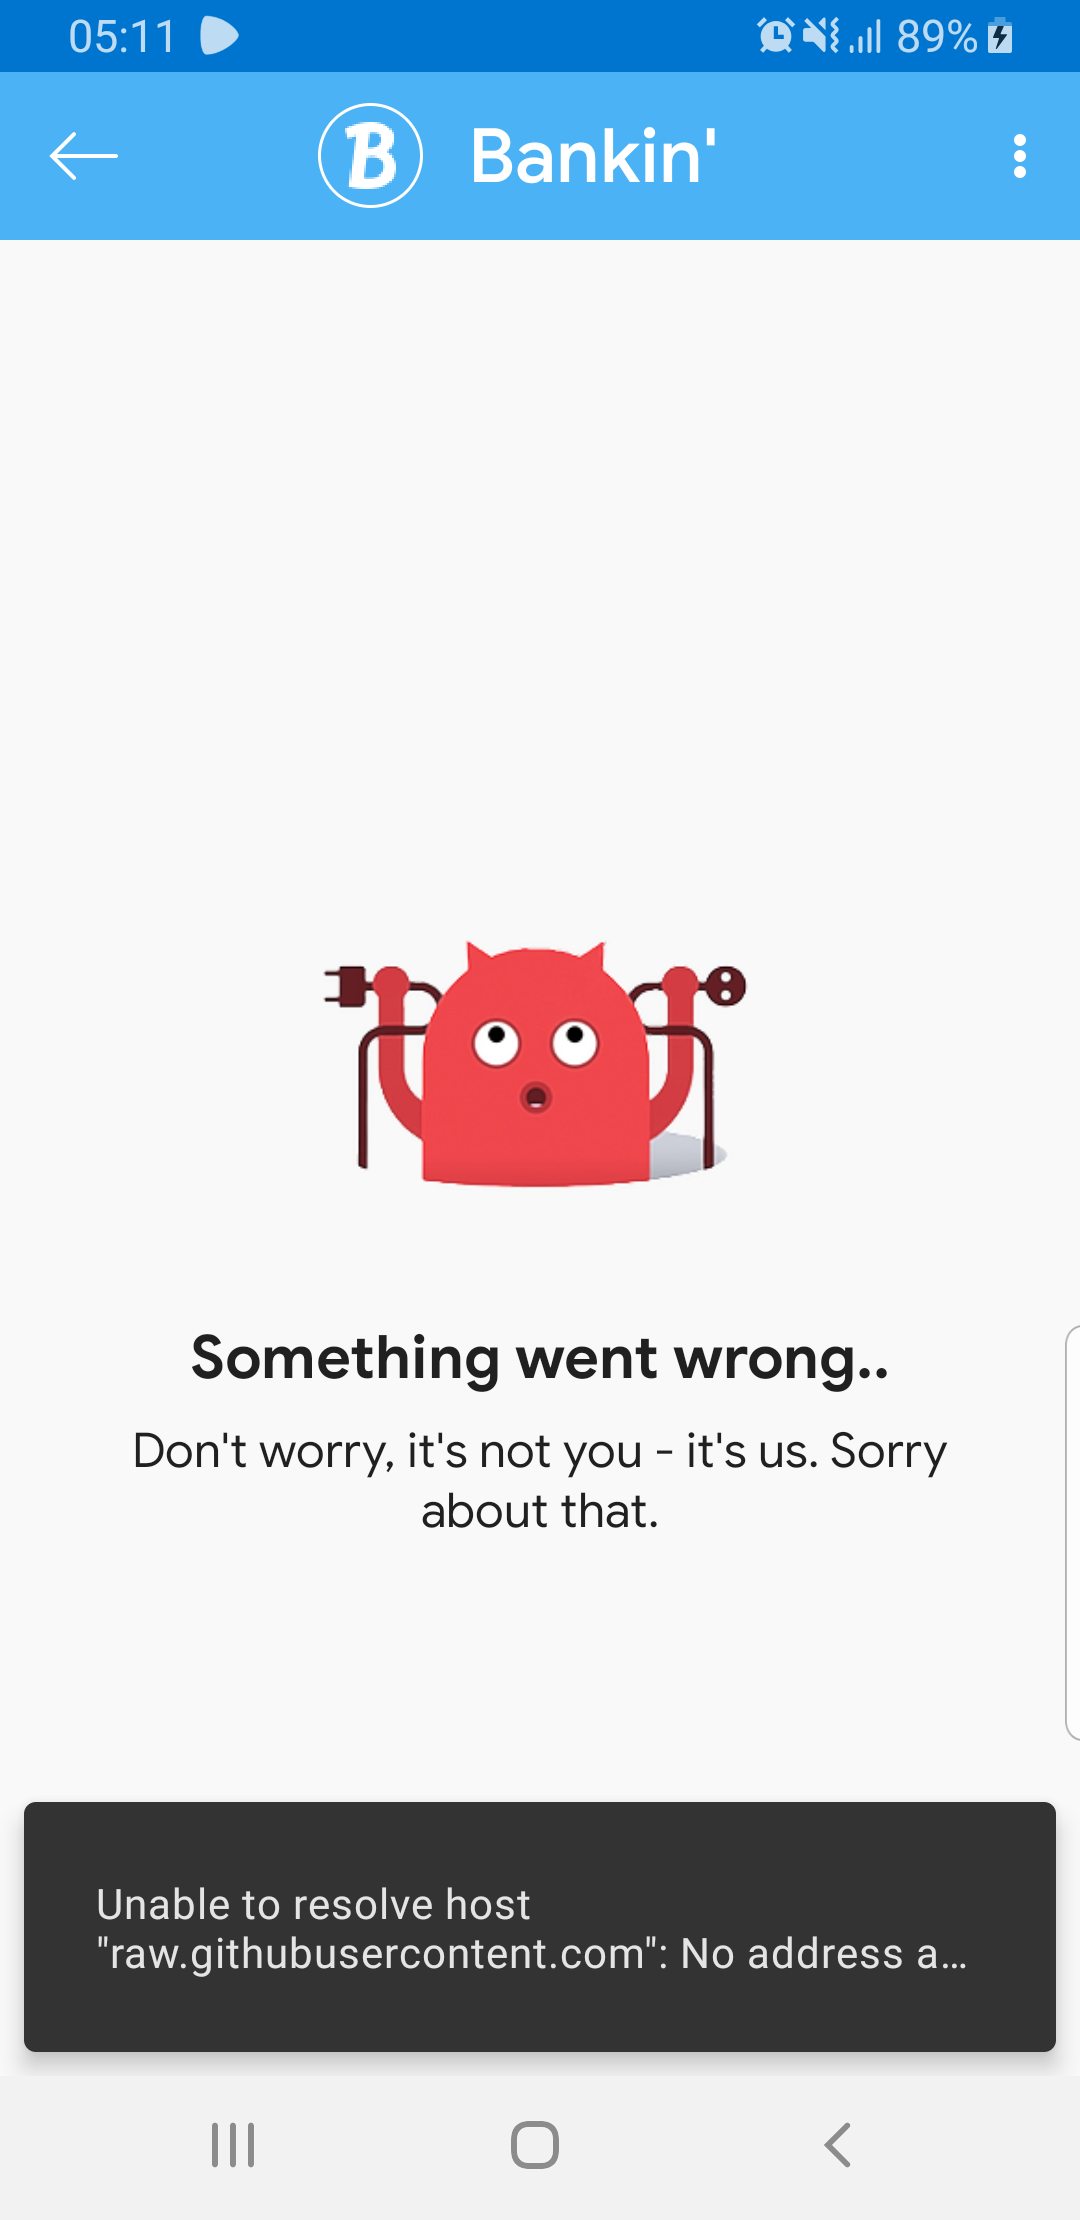 05:11 89%
B Bankin'
Something went wrong..
Don't worry, it's not you - it's us. Sorry
about that.
Unable to resolve host
"raw.githubusercontent.com": No address a...